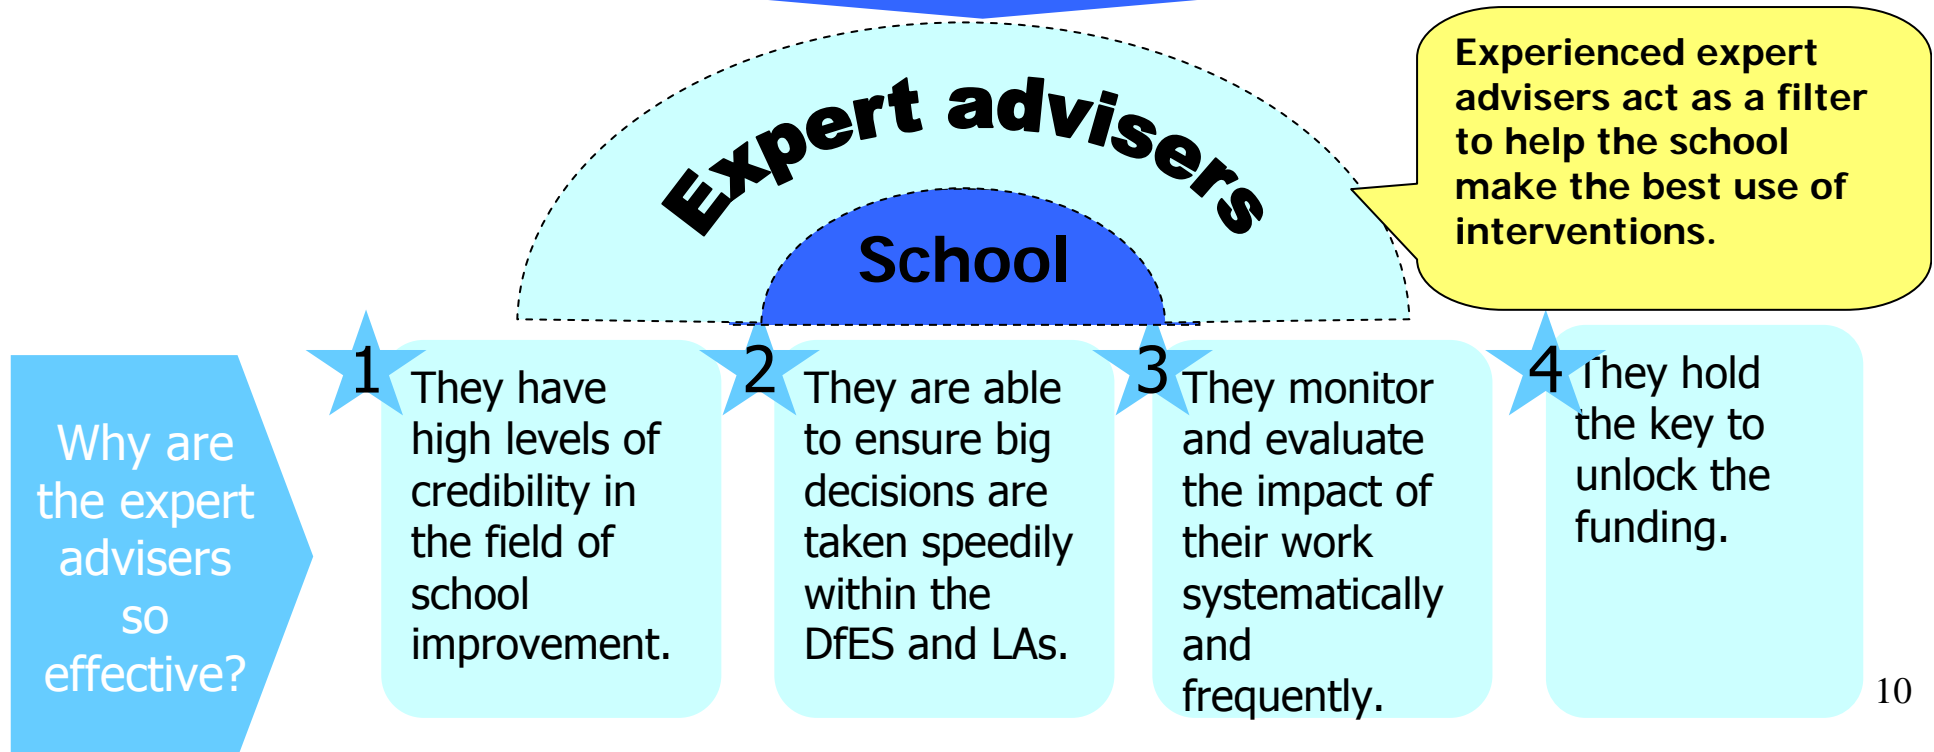 Expert advisers
School
Experienced expert
advisers act as a filter
to help the school
make the best use of
interventions.
Why are
the expert
advisers
so
effective?
1
They have
high levels of
credibility in
the field of
school
improvement.
2
They are able
to ensure big
decisions are
taken speedily
within the
DfES and LAs.
3
They monitor
and evaluate
the impact of
their work
systematically
and
frequently.
4
They hold
the key to
unlock the
funding.
10